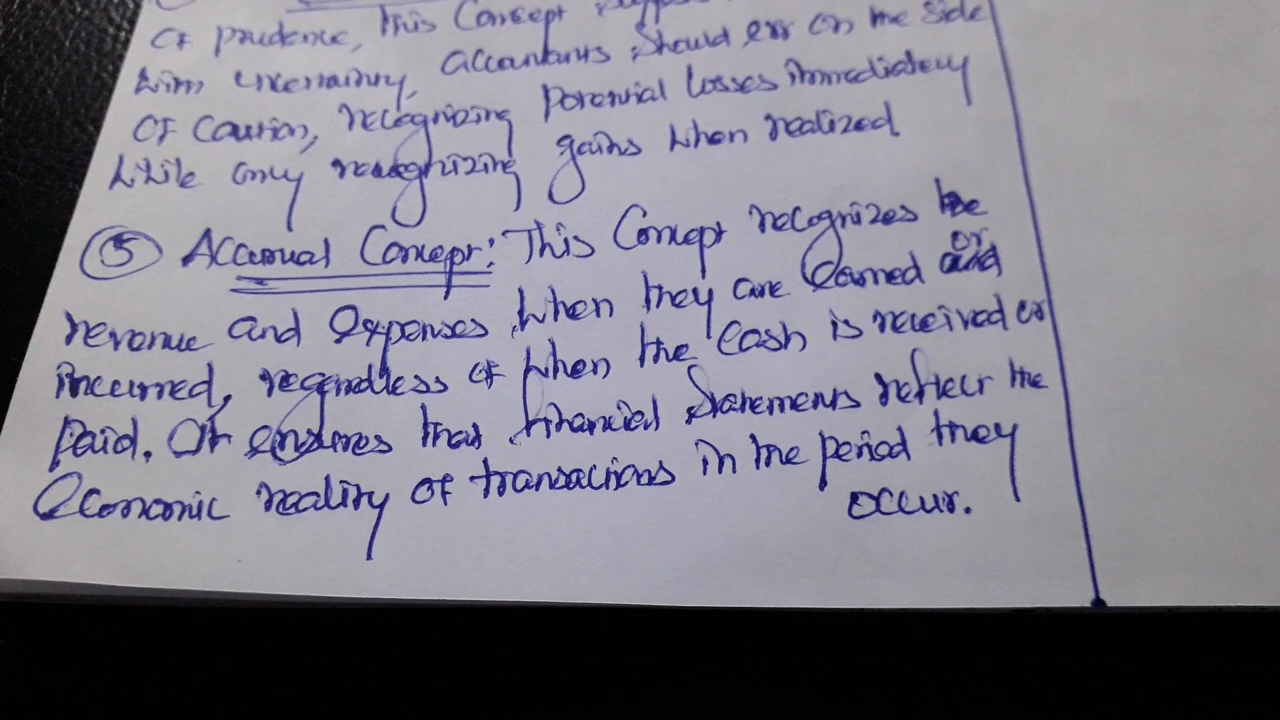 of prudence, this Concept
with uncertainty, accountants should err on the side
of caution, recognizing potential losses immediately
while only recognizing gains when realized
⑤ Accrual Concept: This Concept recognizes
revenue and expenses when they are earned or
incurred, regardless of when the cash is received or
paid. It ensures that financial statements reflect the
Economic reality of transactions in the period they
occur.